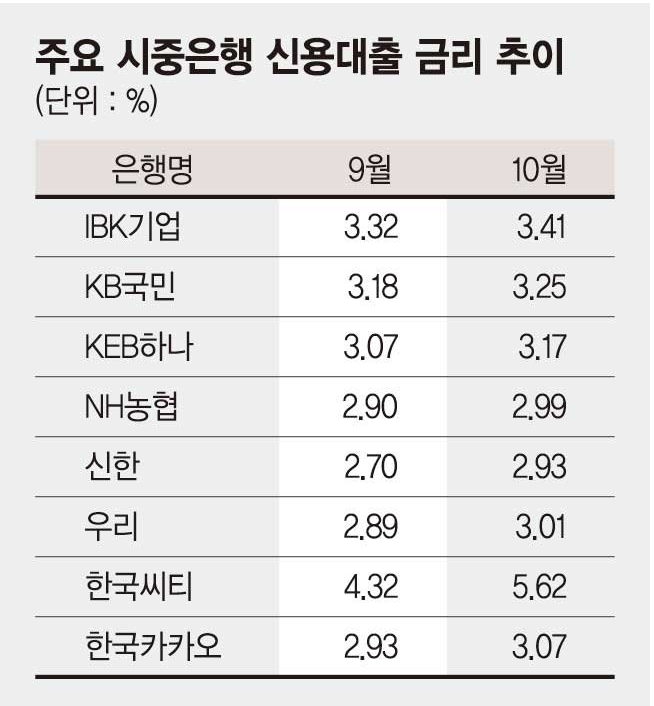 주요 시중은행 신용대출 금리 추이
(단위 : %)
은행명 9월 10월
IBK기업 3.32 3.41
KB국민 3.18 3.25
KEB하나 3.07 3.17
NH농협 2.90 2.99
신한 2.70 2.93
우리 2.89 3.01
한국씨티 4.32 5.62
한국카카오 2.93 3.07